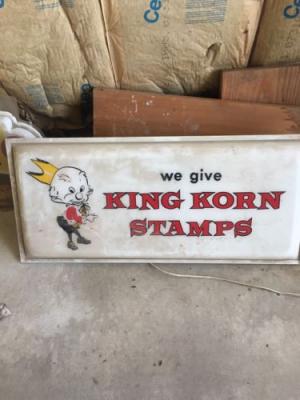 we give
KING KORN
STAMPS